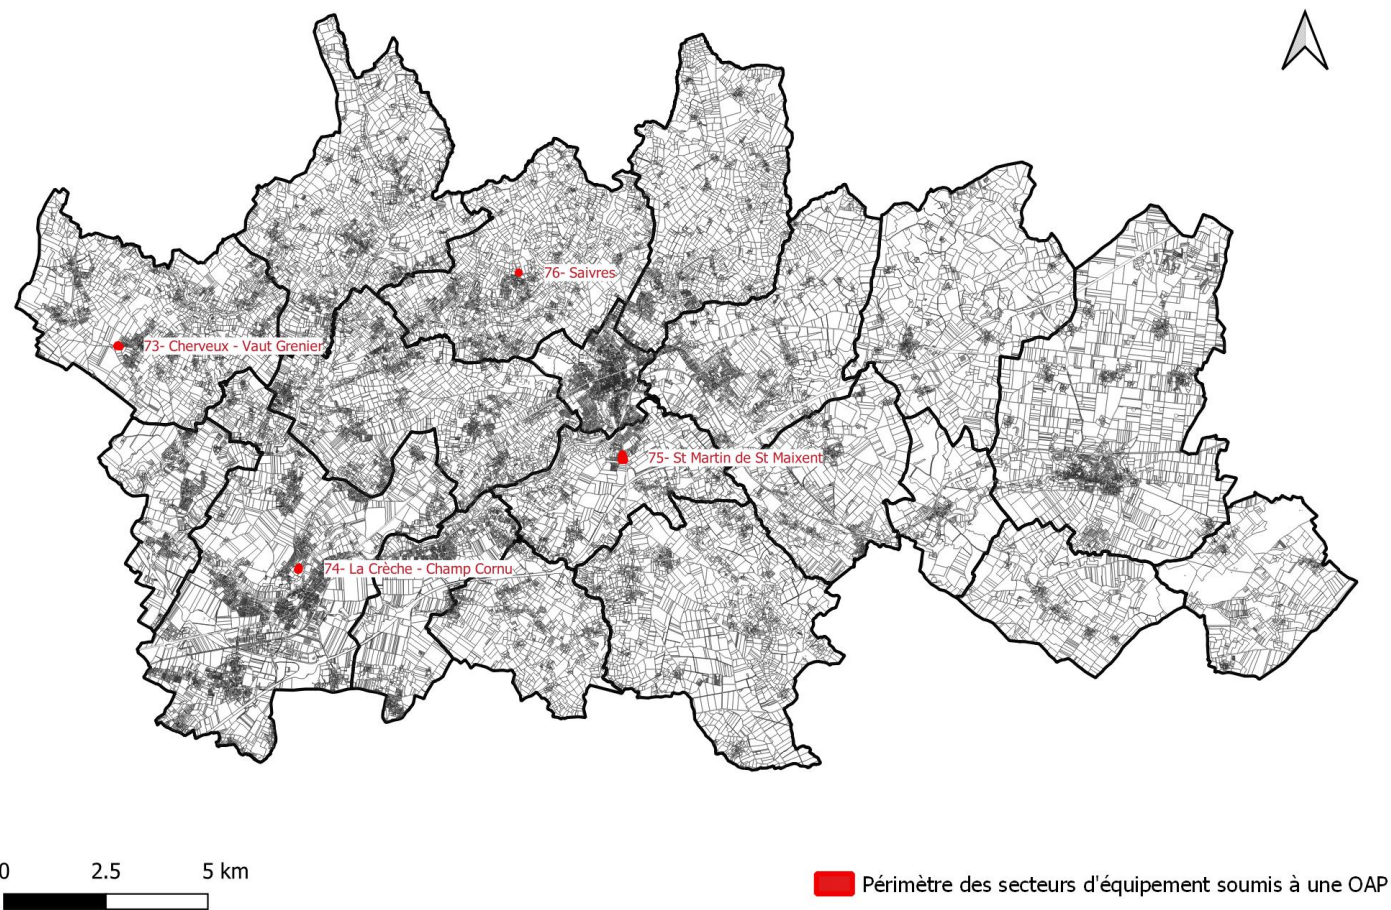 76- Saivres
73- Cherveux - Vaut Grenier
75- St Martin de St Maixent
74- La Crèche - Champ Cornu
0 2.5 5 km
Périmètre des secteurs d'équipement soumis à une OAP